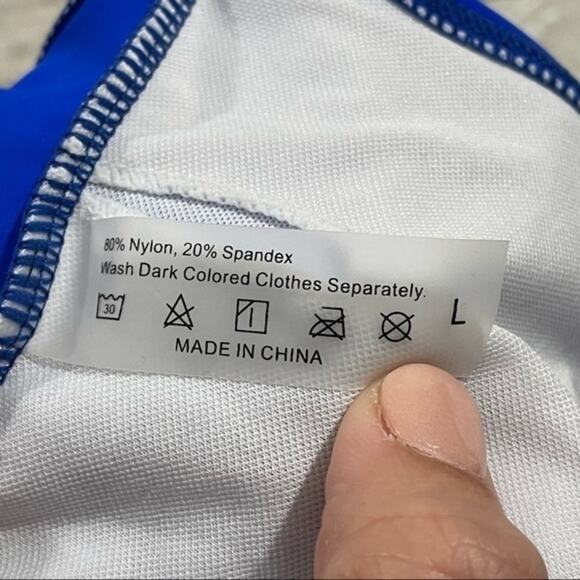 80% Nylon, 20% Spandex
Wash Dark Colored Clothes Separately.
30 L
MADE IN CHINA